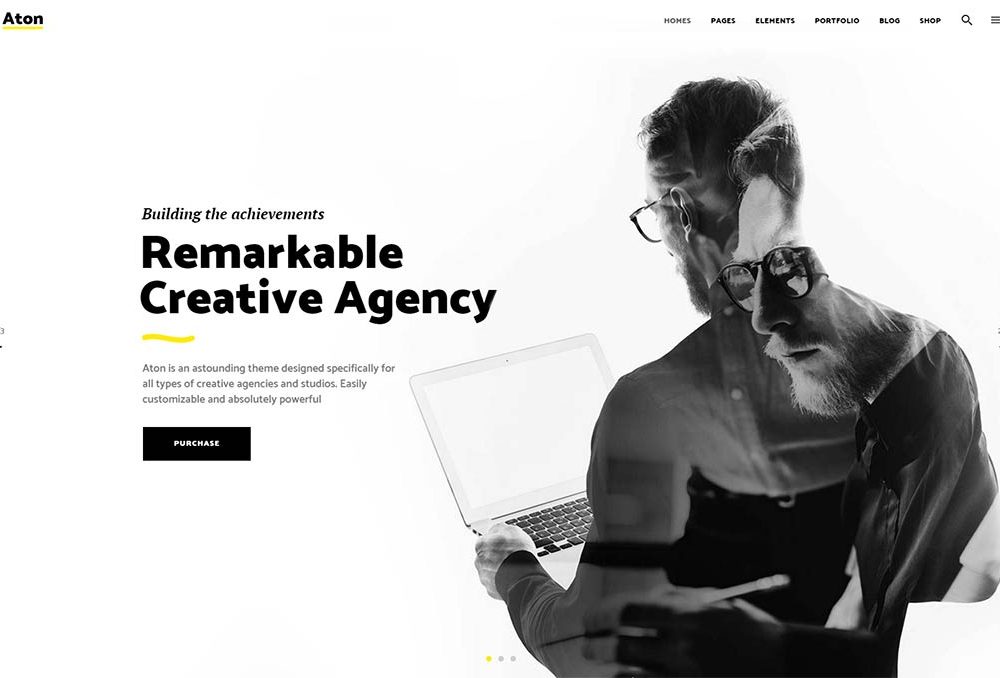 Aton
HOMES PAGES ELEMENTS PORTFOLIO BLOG SHOP
Building the achievements
Remarkable
Creative Agency
3
Aton is an astounding theme designed specifically for
all types of creative agencies and studios. Easily
customizable and absolutely powerful
PURCHASE